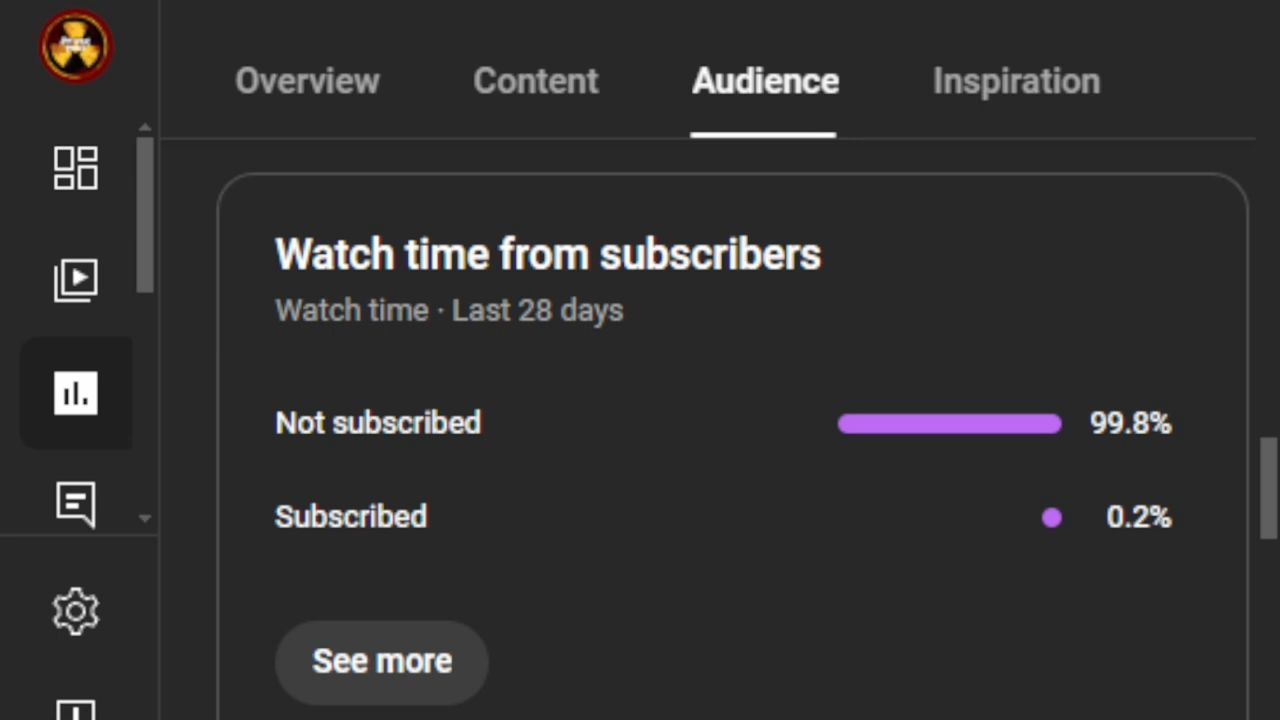 Overview Content Audience Inspiration
Watch time from subscribers
Watch time · Last 28 days
Not subscribed 99.8%
Subscribed 0.2%
See more